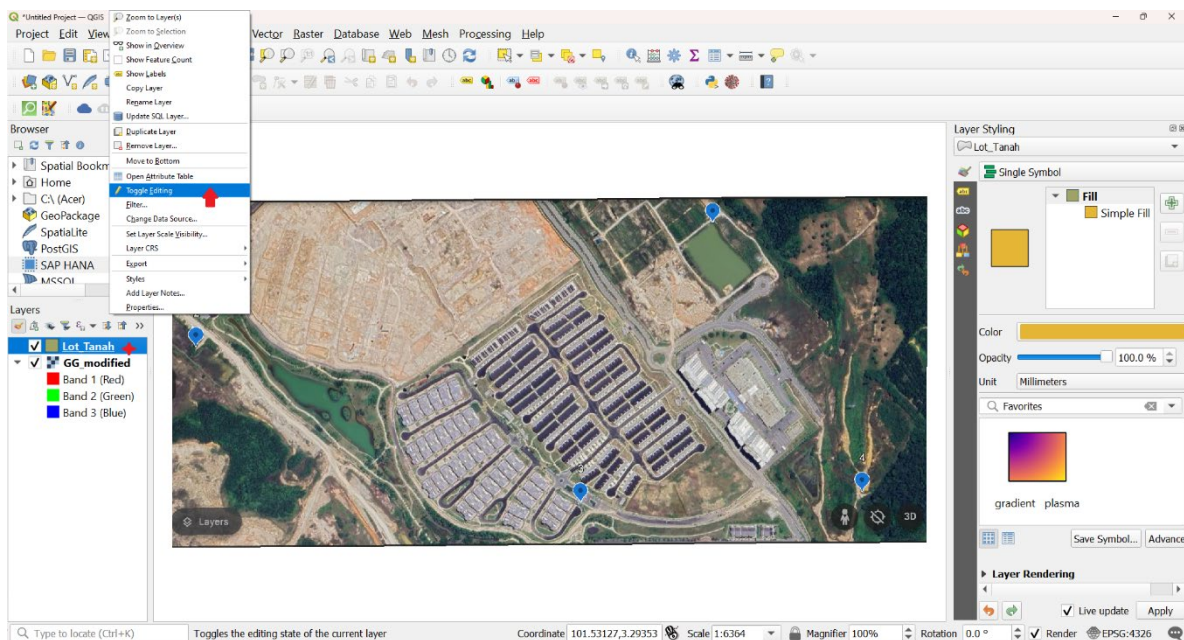 *Untitled Project — QGIS
Project Edit View Vector Raster Database Web Mesh Processing Help
Zoom to Layer(s)
Zoom to Selection
Show in Overview
Show Feature Count
Show Labels
Copy Layer
Rename Layer
Update SQL Layer...
Duplicate Layer
Remove Layer...
Move to Bottom
Open Attribute Table
Toggle Editing
Filter...
Change Data Source...
Set Layer Scale Visibility...
Layer CRS
Export
Styles
Add Layer Notes...
Properties...
Browser
Spatial Bookm
Home
C:\ (Acer)
GeoPackage
SpatiaLite
PostGIS
SAP HANA
MSSQL
Layers
Lot_Tanah
GG_modified
Band 1 (Red)
Band 2 (Green)
Band 3 (Blue)
3
4
Layers
3D
Layer Styling
Lot_Tanah
Single Symbol
Fill
Simple Fill
Color
Opacity 100.0 %
Unit Millimeters
Favorites
gradient plasma
Save Symbol... Advance
Layer Rendering
Live update Apply
Type to locate (Ctrl+K) Toggles the editing state of the current layer Coordinate 101.53127,3.29353 Scale 1:6364 Magnifier 100% Rotation 0.0 ° Render EPSG:4326